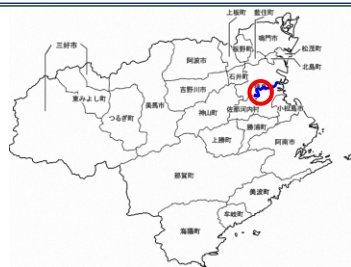 上板町
藍住町
鳴門市
三好市
板野町
松茂町
阿波市
北島町
石井町
東みよし町
吉野川市
美馬市
小松島市
佐那河内村
つるぎ町
神山町
勝浦町
上勝町
阿南市
那賀町
美波町
牟岐町
海陽町